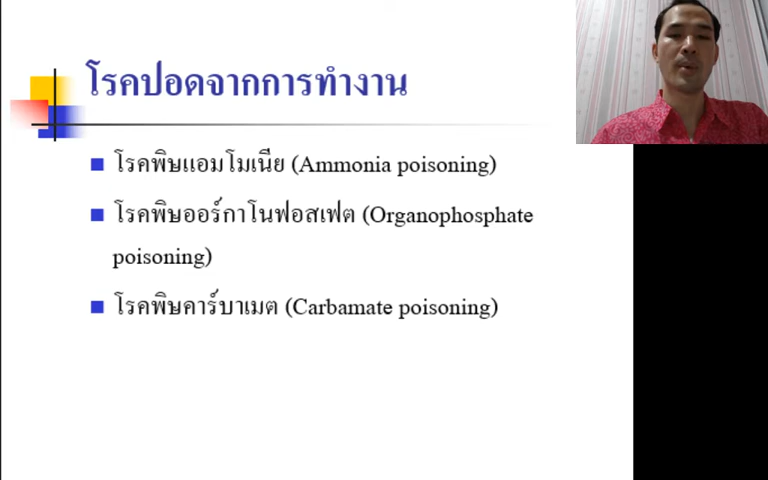 โรคปอดจากการทำงาน
โรคพิษแอมโมเนีย (Ammonia poisoning)
โรคพิษออร์กาโนฟอสเฟต (Organophosphate
poisoning)
โรคพิษคาร์บาเมต (Carbamate poisoning)